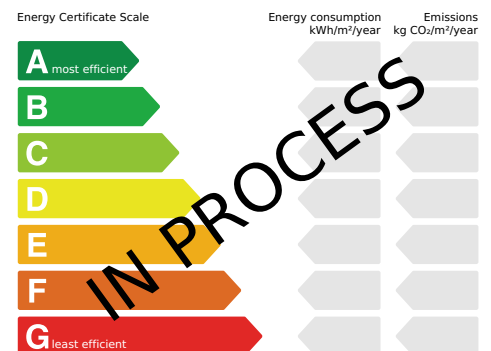 Energy Certificate Scale
Energy consumption
kWh/m²/year
Emissions
kg CO₂/m²/year
A most efficient
B
C
D
E
F
G least efficient
IN PROCESS